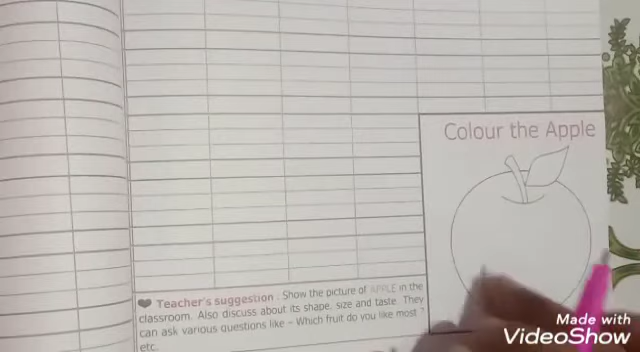 Colour the Apple
Teacher's suggestion : Show the picture of APPLE in the
classroom. Also discuss about its shape, size and taste. They
can ask various questions like – Which fruit do you like most ?
etc.
Made with
VideoShow